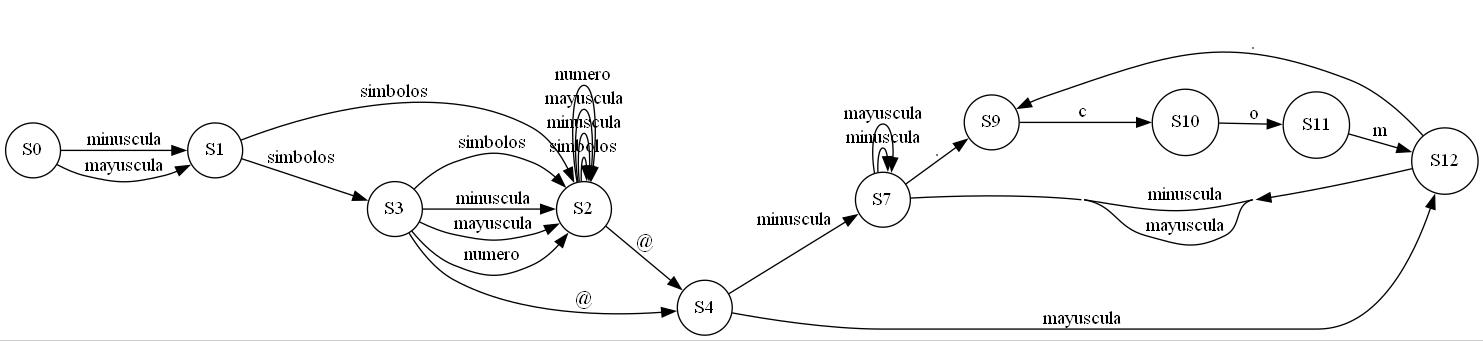 S0
minuscula
mayuscula
S1
simbolos
simbolos
S3
simbolos
minuscula
mayuscula
numero
@
numero
mayuscula
minuscula
simbolos
S2
@
S4
minuscula
mayuscula
mayuscula
minuscula
S7
.
S9
c
S10
o
S11
m
S12
.
minuscula
mayuscula